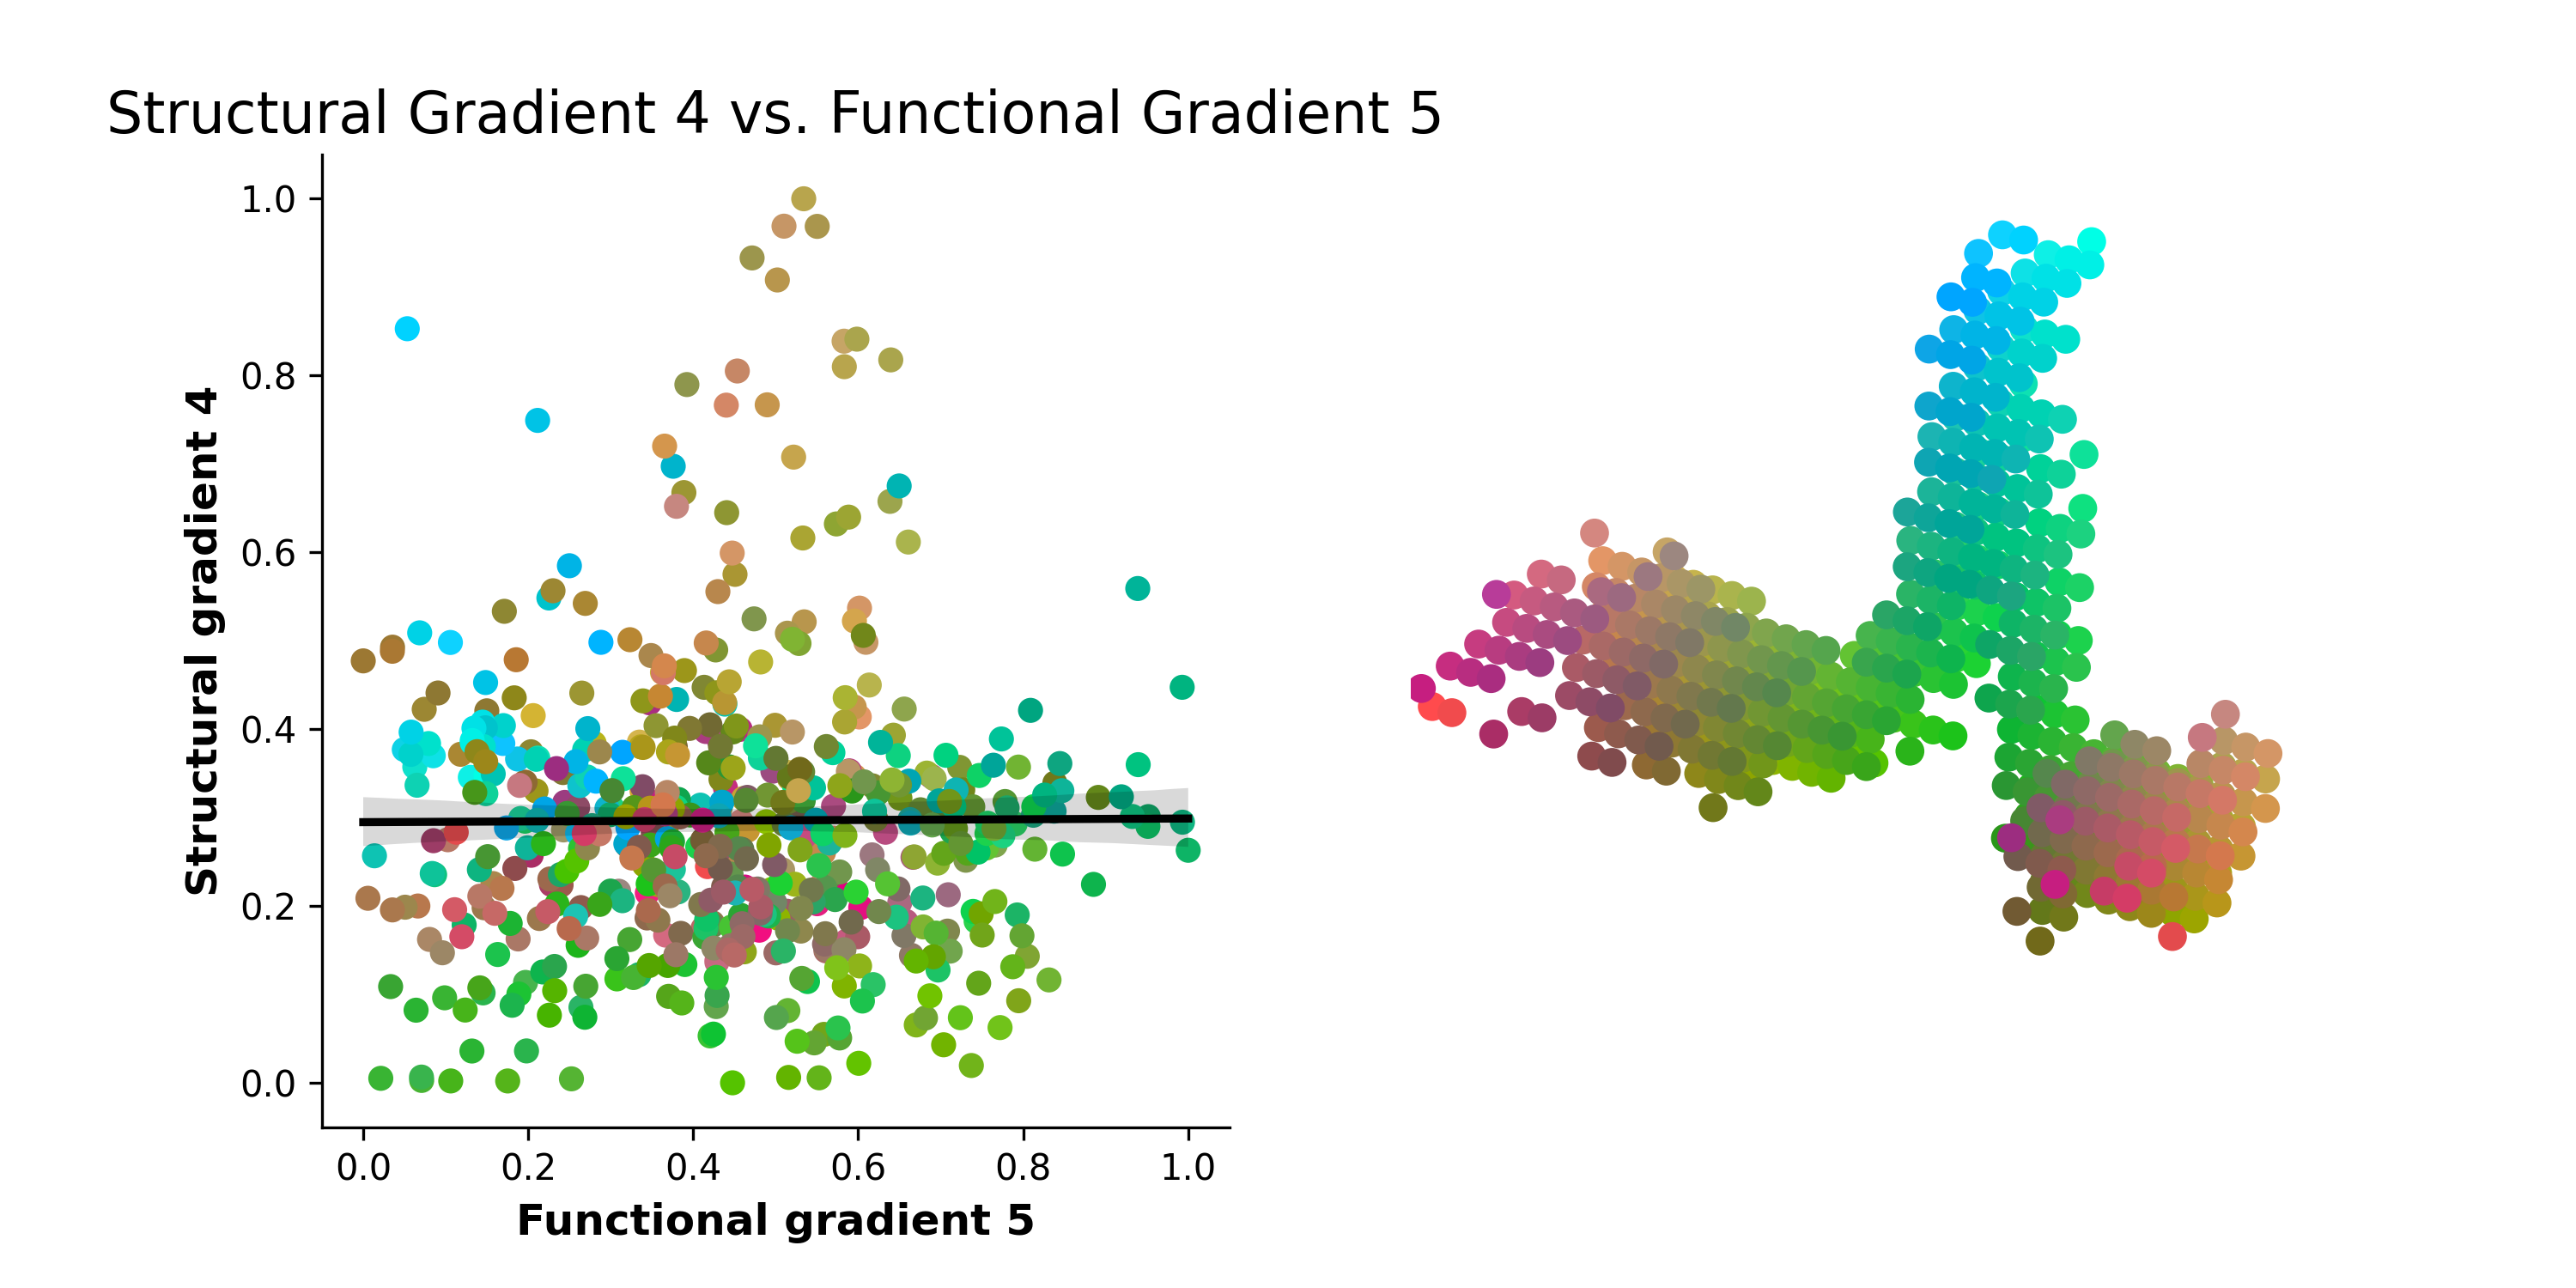 Structural Gradient 4 vs. Functional Gradient 5
1.0
0.8
0.6
0.4
0.2
0.0
Structural gradient 4
0.0 0.2 0.4 0.6 0.8 1.0
Functional gradient 5